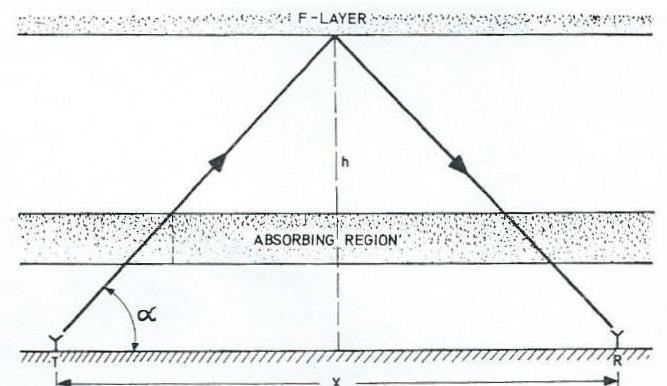 F-LAYER
h
ABSORBING REGION
α
T
R
X